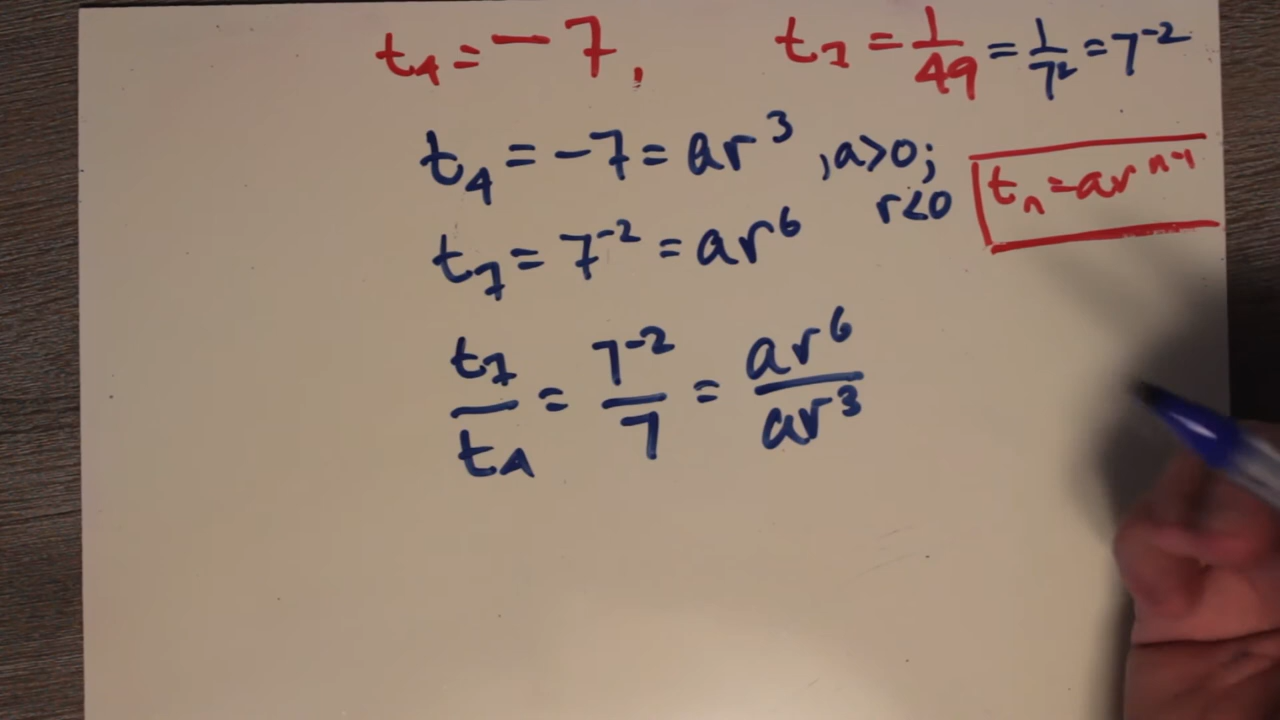 t₄ = -7, t₇ = 1/49 = 1/7² = 7⁻²
t₄ = -7 = ar³ , a>0; r<0
tₙ = arⁿ⁻¹
t₇ = 7⁻² = ar⁶
t₇/t₄ = 7⁻²/7 = ar⁶/ar³